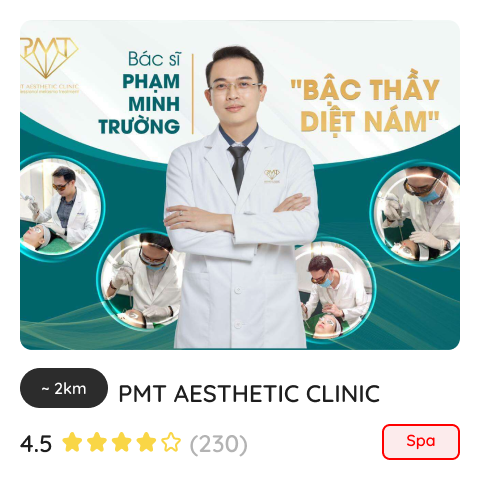 PMT
PMT AESTHETIC CLINIC
Bác sĩ
PHẠM
MINH
TRƯỜNG
"BẬC THẦY
DIỆT NÁM"
PMT
~ 2km
PMT AESTHETIC CLINIC
4.5
(230)
Spa